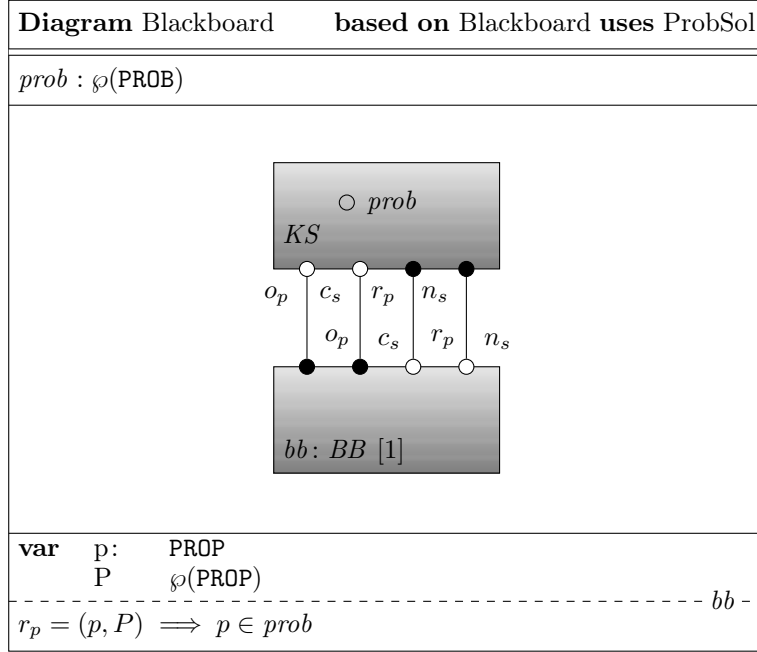 Diagram Blackboard based on Blackboard uses ProbSol
prob : ℘(PROB)
prob
KS
o_p c_s r_p n_s
o_p c_s r_p n_s
bb: BB [1]
var p: PROP
P ℘(PROP)
bb
r_p = (p, P) ⟹ p ∈ prob